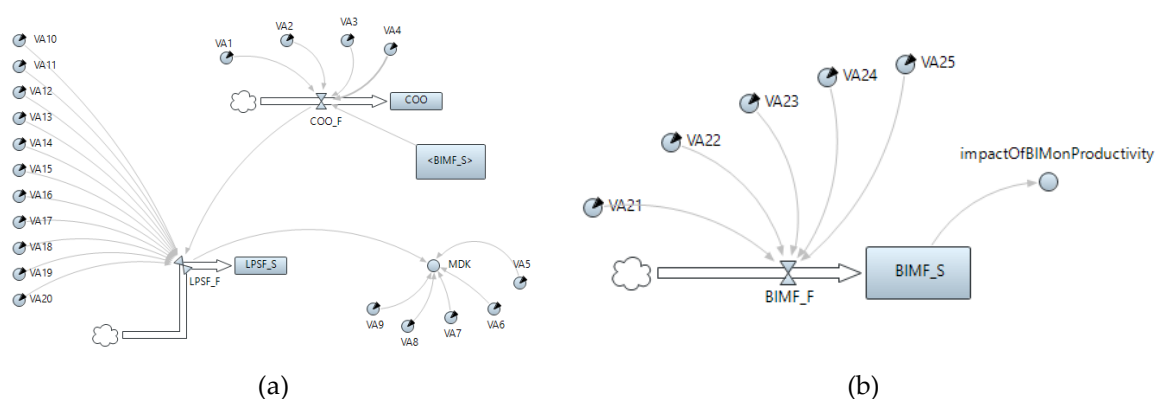 VA10
VA11
VA12
VA13
VA14
VA15
VA16
VA17
VA18
VA19
VA20
VA1
VA2
VA3
VA4
COO
COO_F
<BIMF_S>
LPSF_S
LPSF_F
MDK
VA5
VA9
VA8
VA7
VA6
(a)
VA21
VA22
VA23
VA24
VA25
impactOfBIMonProductivity
BIMF_S
BIMF_F
(b)